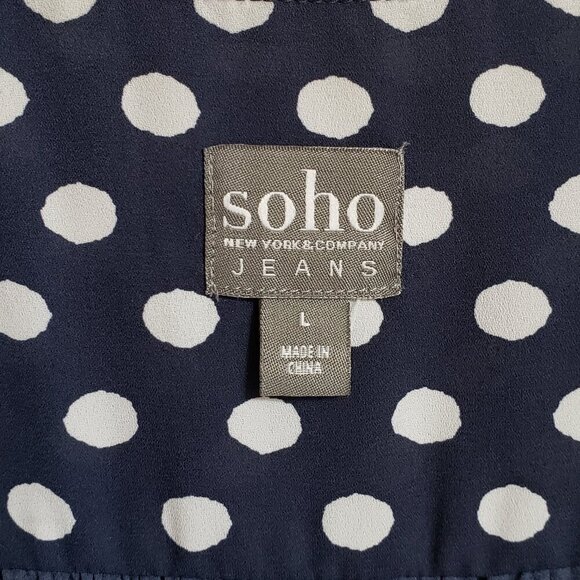 soho
NEW YORK & COMPANY
JEANS
L
MADE IN
CHINA